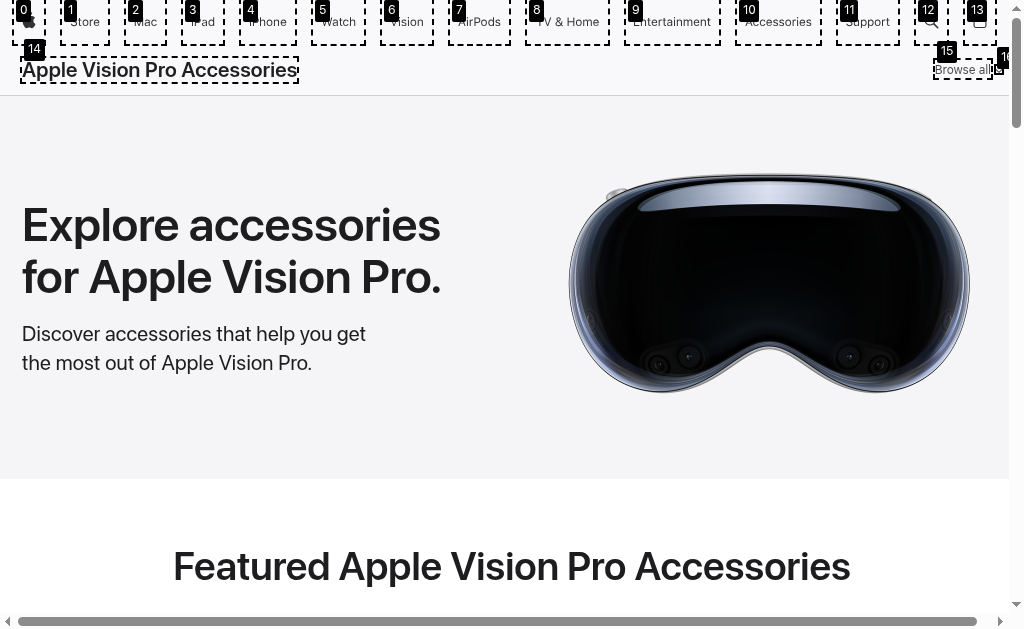 Store
Mac
iPad
iPhone
Watch
Vision
AirPods
TV & Home
Entertainment
Accessories
Support
0
1
2
3
4
5
6
7
8
9
10
11
12
13
14
15
Apple Vision Pro Accessories
Browse all
Explore accessories
for Apple Vision Pro.
Discover accessories that help you get
the most out of Apple Vision Pro.
Featured Apple Vision Pro Accessories